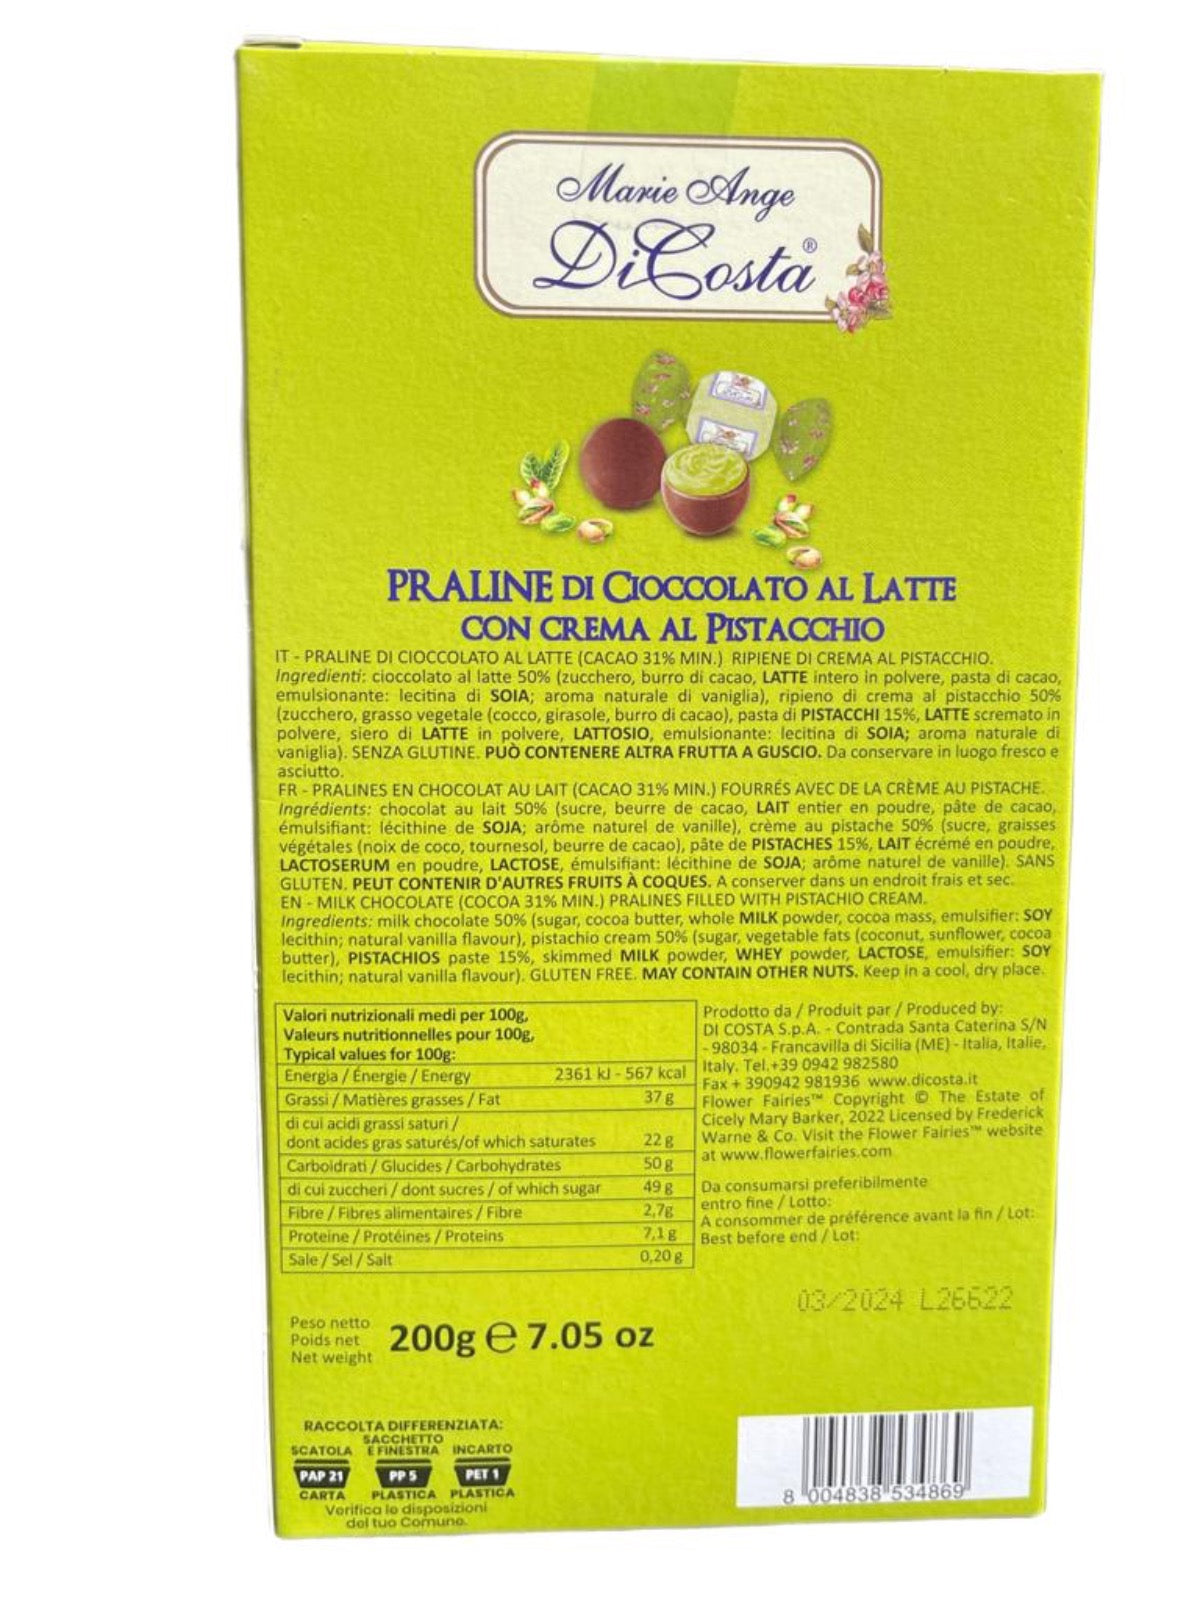 Marie Ange
DiCosta®
PRALINE DI CIOCCOLATO AL LATTE
CON CREMA AL PISTACCHIO
IT - PRALINE DI CIOCCOLATO AL LATTE (CACAO 31% MIN.) RIPIENE DI CREMA AL PISTACCHIO.
Ingredienti: cioccolato al latte 50% (zucchero, burro di cacao, LATTE intero in polvere, pasta di cacao,
emulsionante: lecitina di SOIA; aroma naturale di vaniglia), ripieno di crema al pistacchio 50%
(zucchero, grasso vegetale (cocco, girasole, burro di cacao), pasta di PISTACCHI 15%, LATTE scremato in
polvere, siero di LATTE in polvere, LATTOSIO, emulsionante: lecitina di SOIA; aroma naturale di
vaniglia). SENZA GLUTINE. PUÒ CONTENERE ALTRA FRUTTA A GUSCIO. Da conservare in luogo fresco e
asciutto.
FR - PRALINES EN CHOCOLAT AU LAIT (CACAO 31% MIN.) FOURRÉS AVEC DE LA CRÈME AU PISTACHE.
Ingrédients: chocolat au lait 50% (sucre, beurre de cacao, LAIT entier en poudre, pâte de cacao,
émulsifiant: lécithine de SOJA; arôme naturel de vanille), crème au pistache 50% (sucre, graisses
végétales (noix de coco, tournesol, beurre de cacao), pâte de PISTACHES 15%, LAIT écrémé en poudre,
LACTOSERUM en poudre, LACTOSE, émulsifiant: lécithine de SOJA; arôme naturel de vanille). SANS
GLUTEN. PEUT CONTENIR D'AUTRES FRUITS À COQUES. A conserver dans un endroit frais et sec.
EN - MILK CHOCOLATE (COCOA 31% MIN.) PRALINES FILLED WITH PISTACHIO CREAM.
Ingredients: milk chocolate 50% (sugar, cocoa butter, whole MILK powder, cocoa mass, emulsifier: SOY
lecithin; natural vanilla flavour), pistachio cream 50% (sugar, vegetable fats (coconut, sunflower, cocoa
butter), PISTACHIOS paste 15%, skimmed MILK powder, WHEY powder, LACTOSE, emulsifier: SOY
lecithin; natural vanilla flavour). GLUTEN FREE. MAY CONTAIN OTHER NUTS. Keep in a cool, dry place.
Valori nutrizionali medi per 100g,
Valeurs nutritionnelles pour 100g,
Typical values for 100g:
Energia / Énergie / Energy 2361 kJ - 567 kcal
Grassi / Matières grasses / Fat 37 g
di cui acidi grassi saturi /
dont acides gras saturés/of which saturates 22 g
Carboidrati / Glucides / Carbohydrates 50 g
di cui zuccheri / dont sucres / of which sugar 49 g
Fibre / Fibres alimentaires / Fibre 2,7g
Proteine / Protéines / Proteins 7,1 g
Sale / Sel / Salt 0,20 g
Prodotto da / Produit par / Produced by:
DI COSTA S.p.A. - Contrada Santa Caterina S/N
- 98034 - Francavilla di Sicilia (ME) - Italia, Italie,
Italy. Tel.+39 0942 982580
Fax + 390942 981936 www.dicosta.it
Flower Fairies™ Copyright © The Estate of
Cicely Mary Barker, 2022 Licensed by Frederick
Warne & Co. Visit the Flower Fairies™ website
at www.flowerfairies.com
Da consumarsi preferibilmente
entro fine / Lotto:
A consommer de préférence avant la fin / Lot:
Best before end / Lot:
03/2024 L26622
Peso netto
Poids net
Net weight
200g ℮ 7.05 oz
RACCOLTA DIFFERENZIATA:
SCATOLA SACCHETTO E FINESTRA INCARTO
PAP 21 PP 5 PET 1
CARTA PLASTICA PLASTICA
Verifica le disposizioni
del tuo Comune.
8 004838 534869